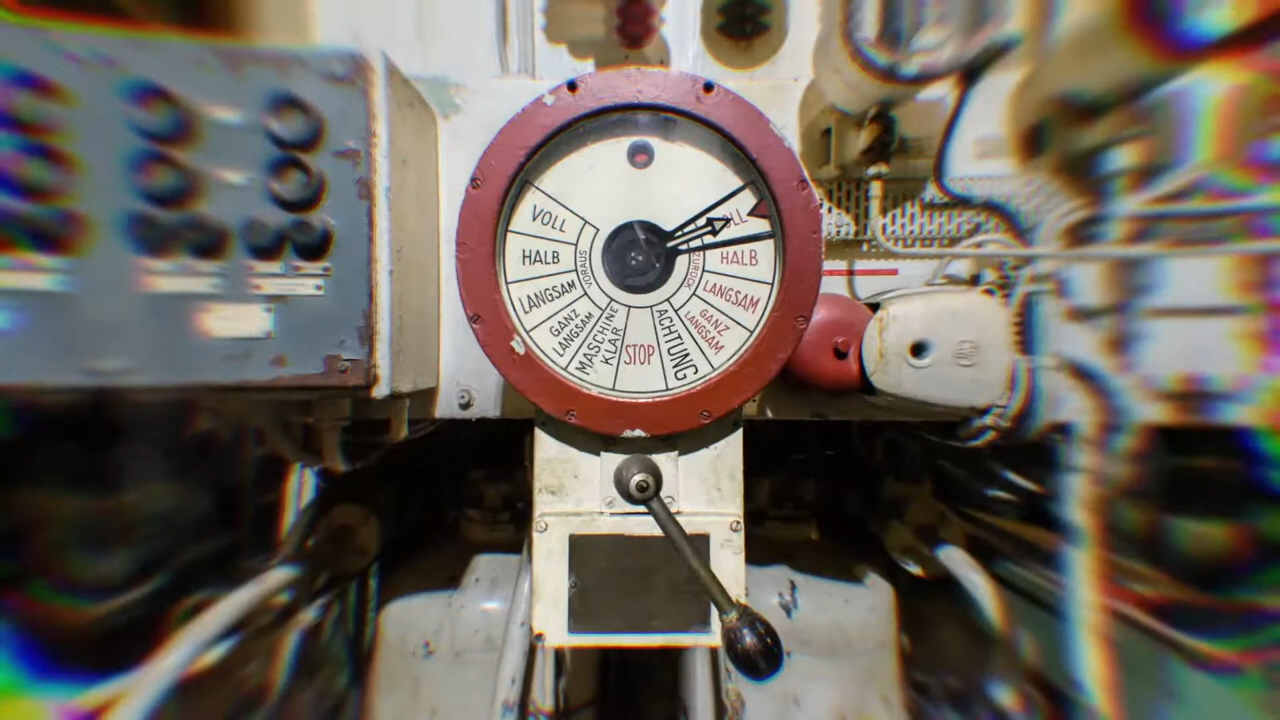 VOLL
HALB
LANGSAM
GANZ
LANGSAM
MASCHINE
KLAR
VORAUS
STOP
ACHTUNG
GANZ
LANGSAM
LANGSAM
HALB
ZURÜCK